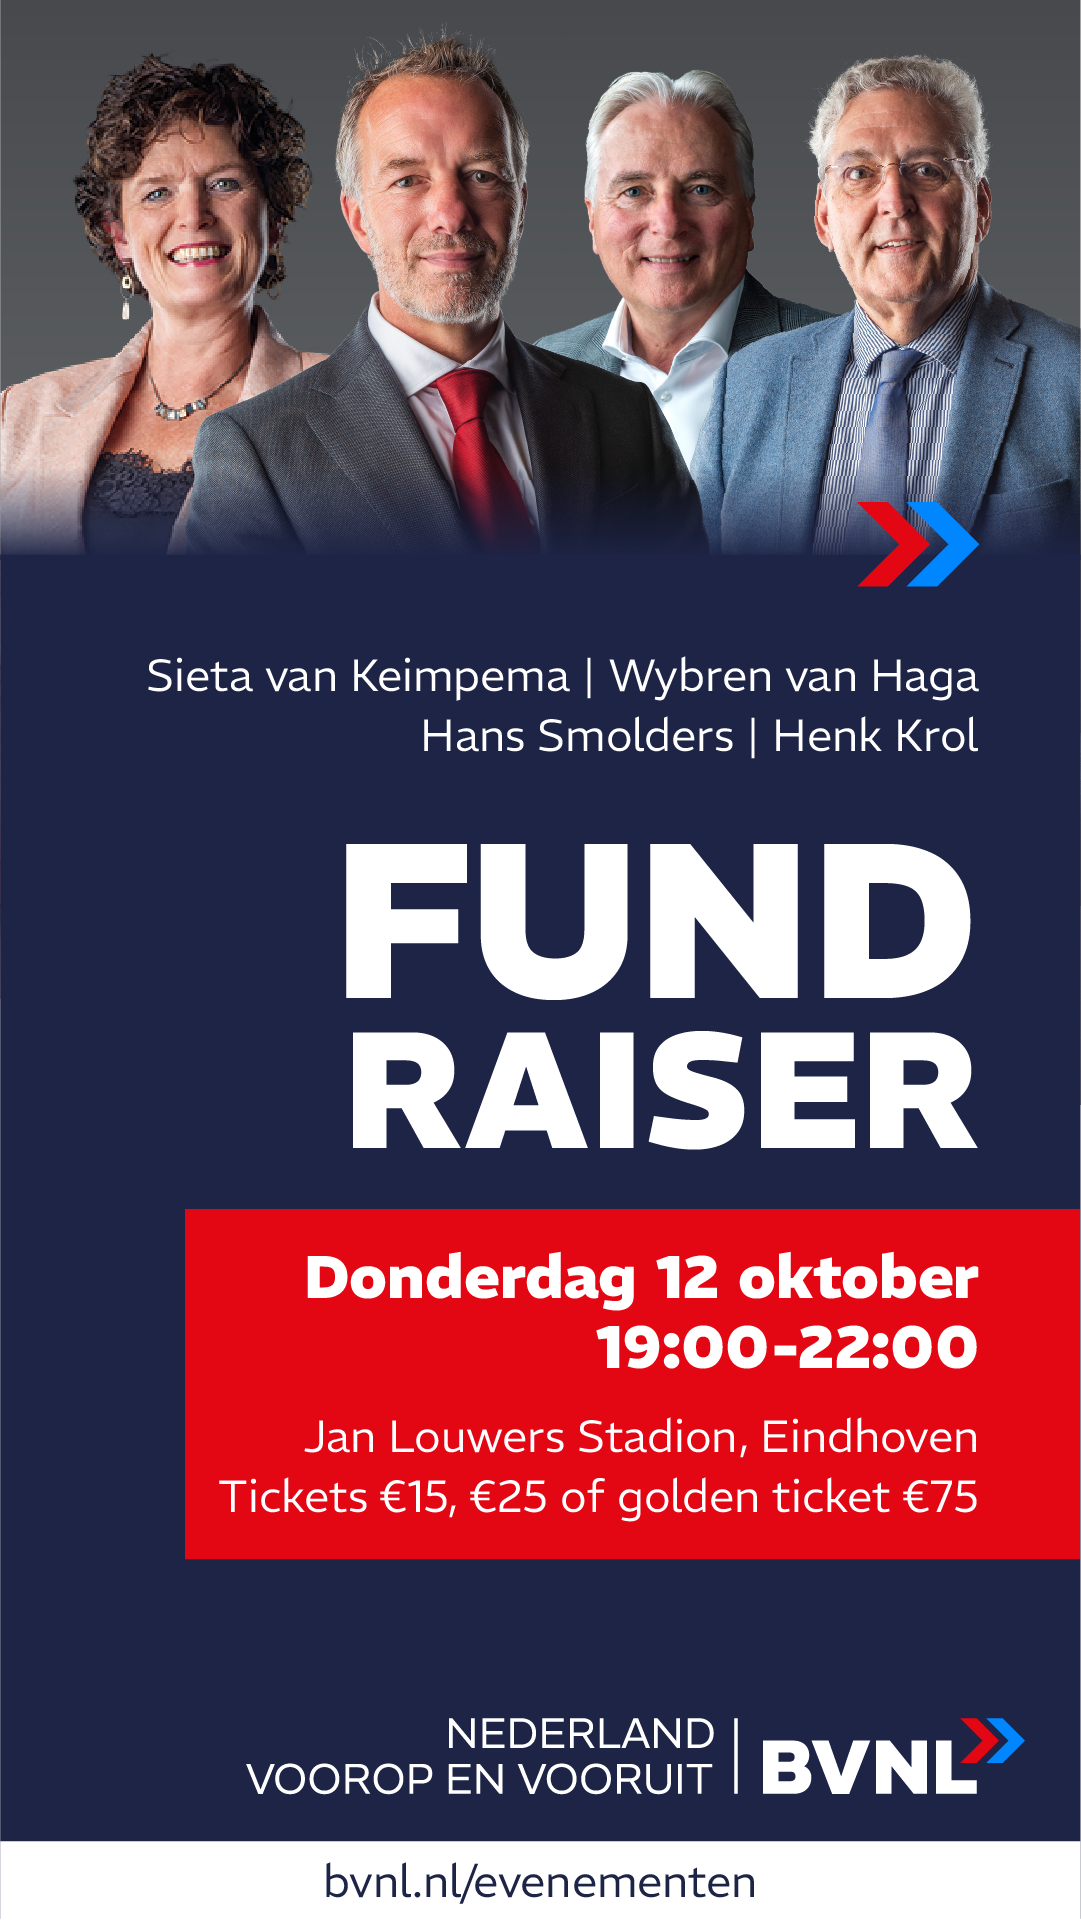 Sieta van Keimpema | Wybren van Haga
Hans Smolders | Henk Krol
FUND
RAISER
Donderdag 12 oktober
19:00-22:00
Jan Louwers Stadion, Eindhoven
Tickets €15, €25 of golden ticket €75
NEDERLAND
VOOROP EN VOORUIT
BVNL
bvnl.nl/evenementen